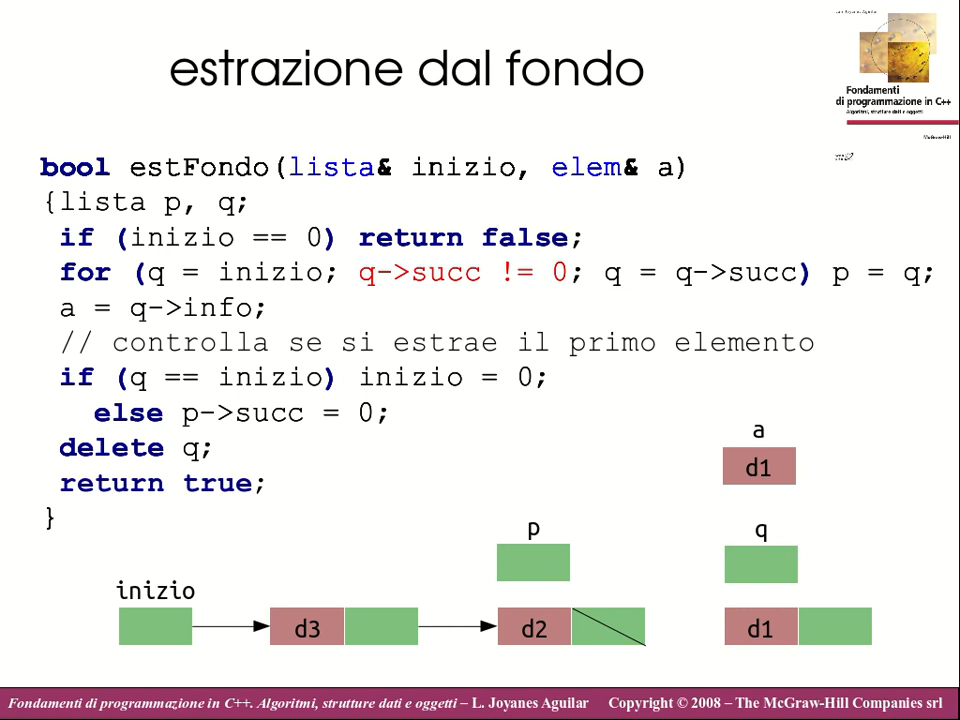 estrazione dal fondo
Fondamenti
di programmazione in C++
Algoritmi, strutture dati e oggetti
McGraw-Hill
bool estFondo(lista& inizio, elem& a)
{lista p, q;
if (inizio == 0) return false;
for (q = inizio; q->succ != 0; q = q->succ) p = q;
a = q->info;
// controlla se si estrae il primo elemento
if (q == inizio) inizio = 0;
else p->succ = 0;
delete q;
return true;
}
a
d1
p
q
inizio
d3
d2
d1
Fondamenti di programmazione in C++. Algoritmi, strutture dati e oggetti – L. Joyanes Aguilar Copyright © 2008 – The McGraw-Hill Companies srl